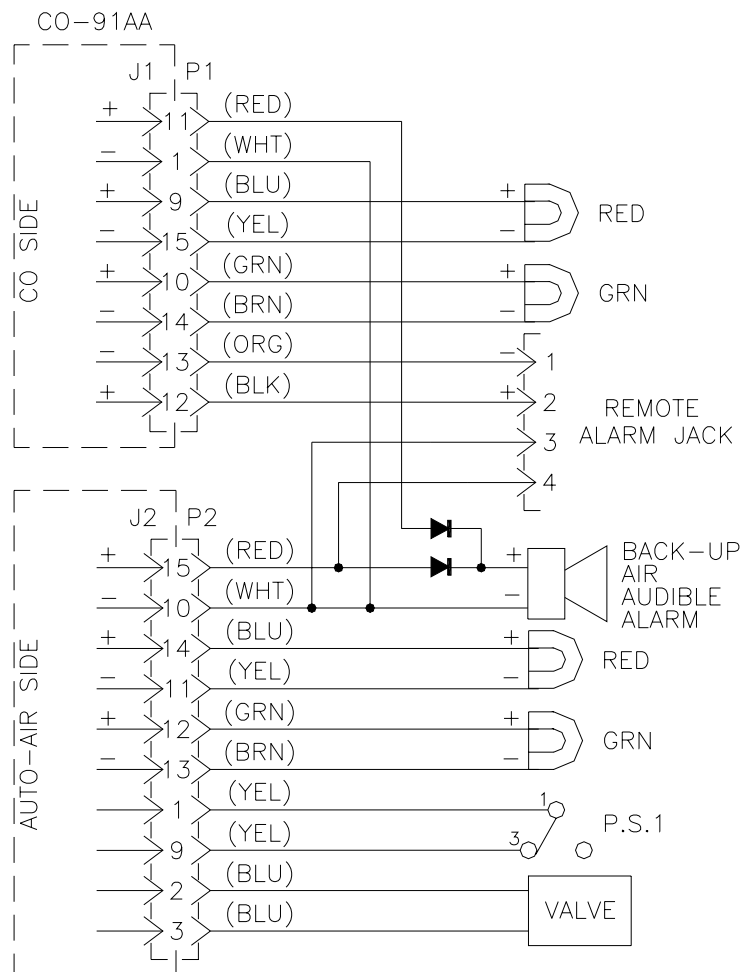 CO-91AA
J1 P1
+ 11 (RED)
- 1 (WHT)
+ 9 (BLU) +
RED
- 15 (YEL) -
+ 10 (GRN) +
GRN
- 14 (BRN) -
- 13 (ORG) - 1
+ 12 (BLK) + 2
3
4
REMOTE
ALARM JACK
CO SIDE
J2 P2
+ 15 (RED) +
- 10 (WHT) -
BACK-UP
AIR
AUDIBLE
ALARM
+ 14 (BLU) +
RED
- 11 (YEL) -
+ 12 (GRN) +
GRN
- 13 (BRN) -
1 (YEL) 1
P.S.1
9 (YEL) 3
2 (BLU)
VALVE
3 (BLU)
AUTO-AIR SIDE